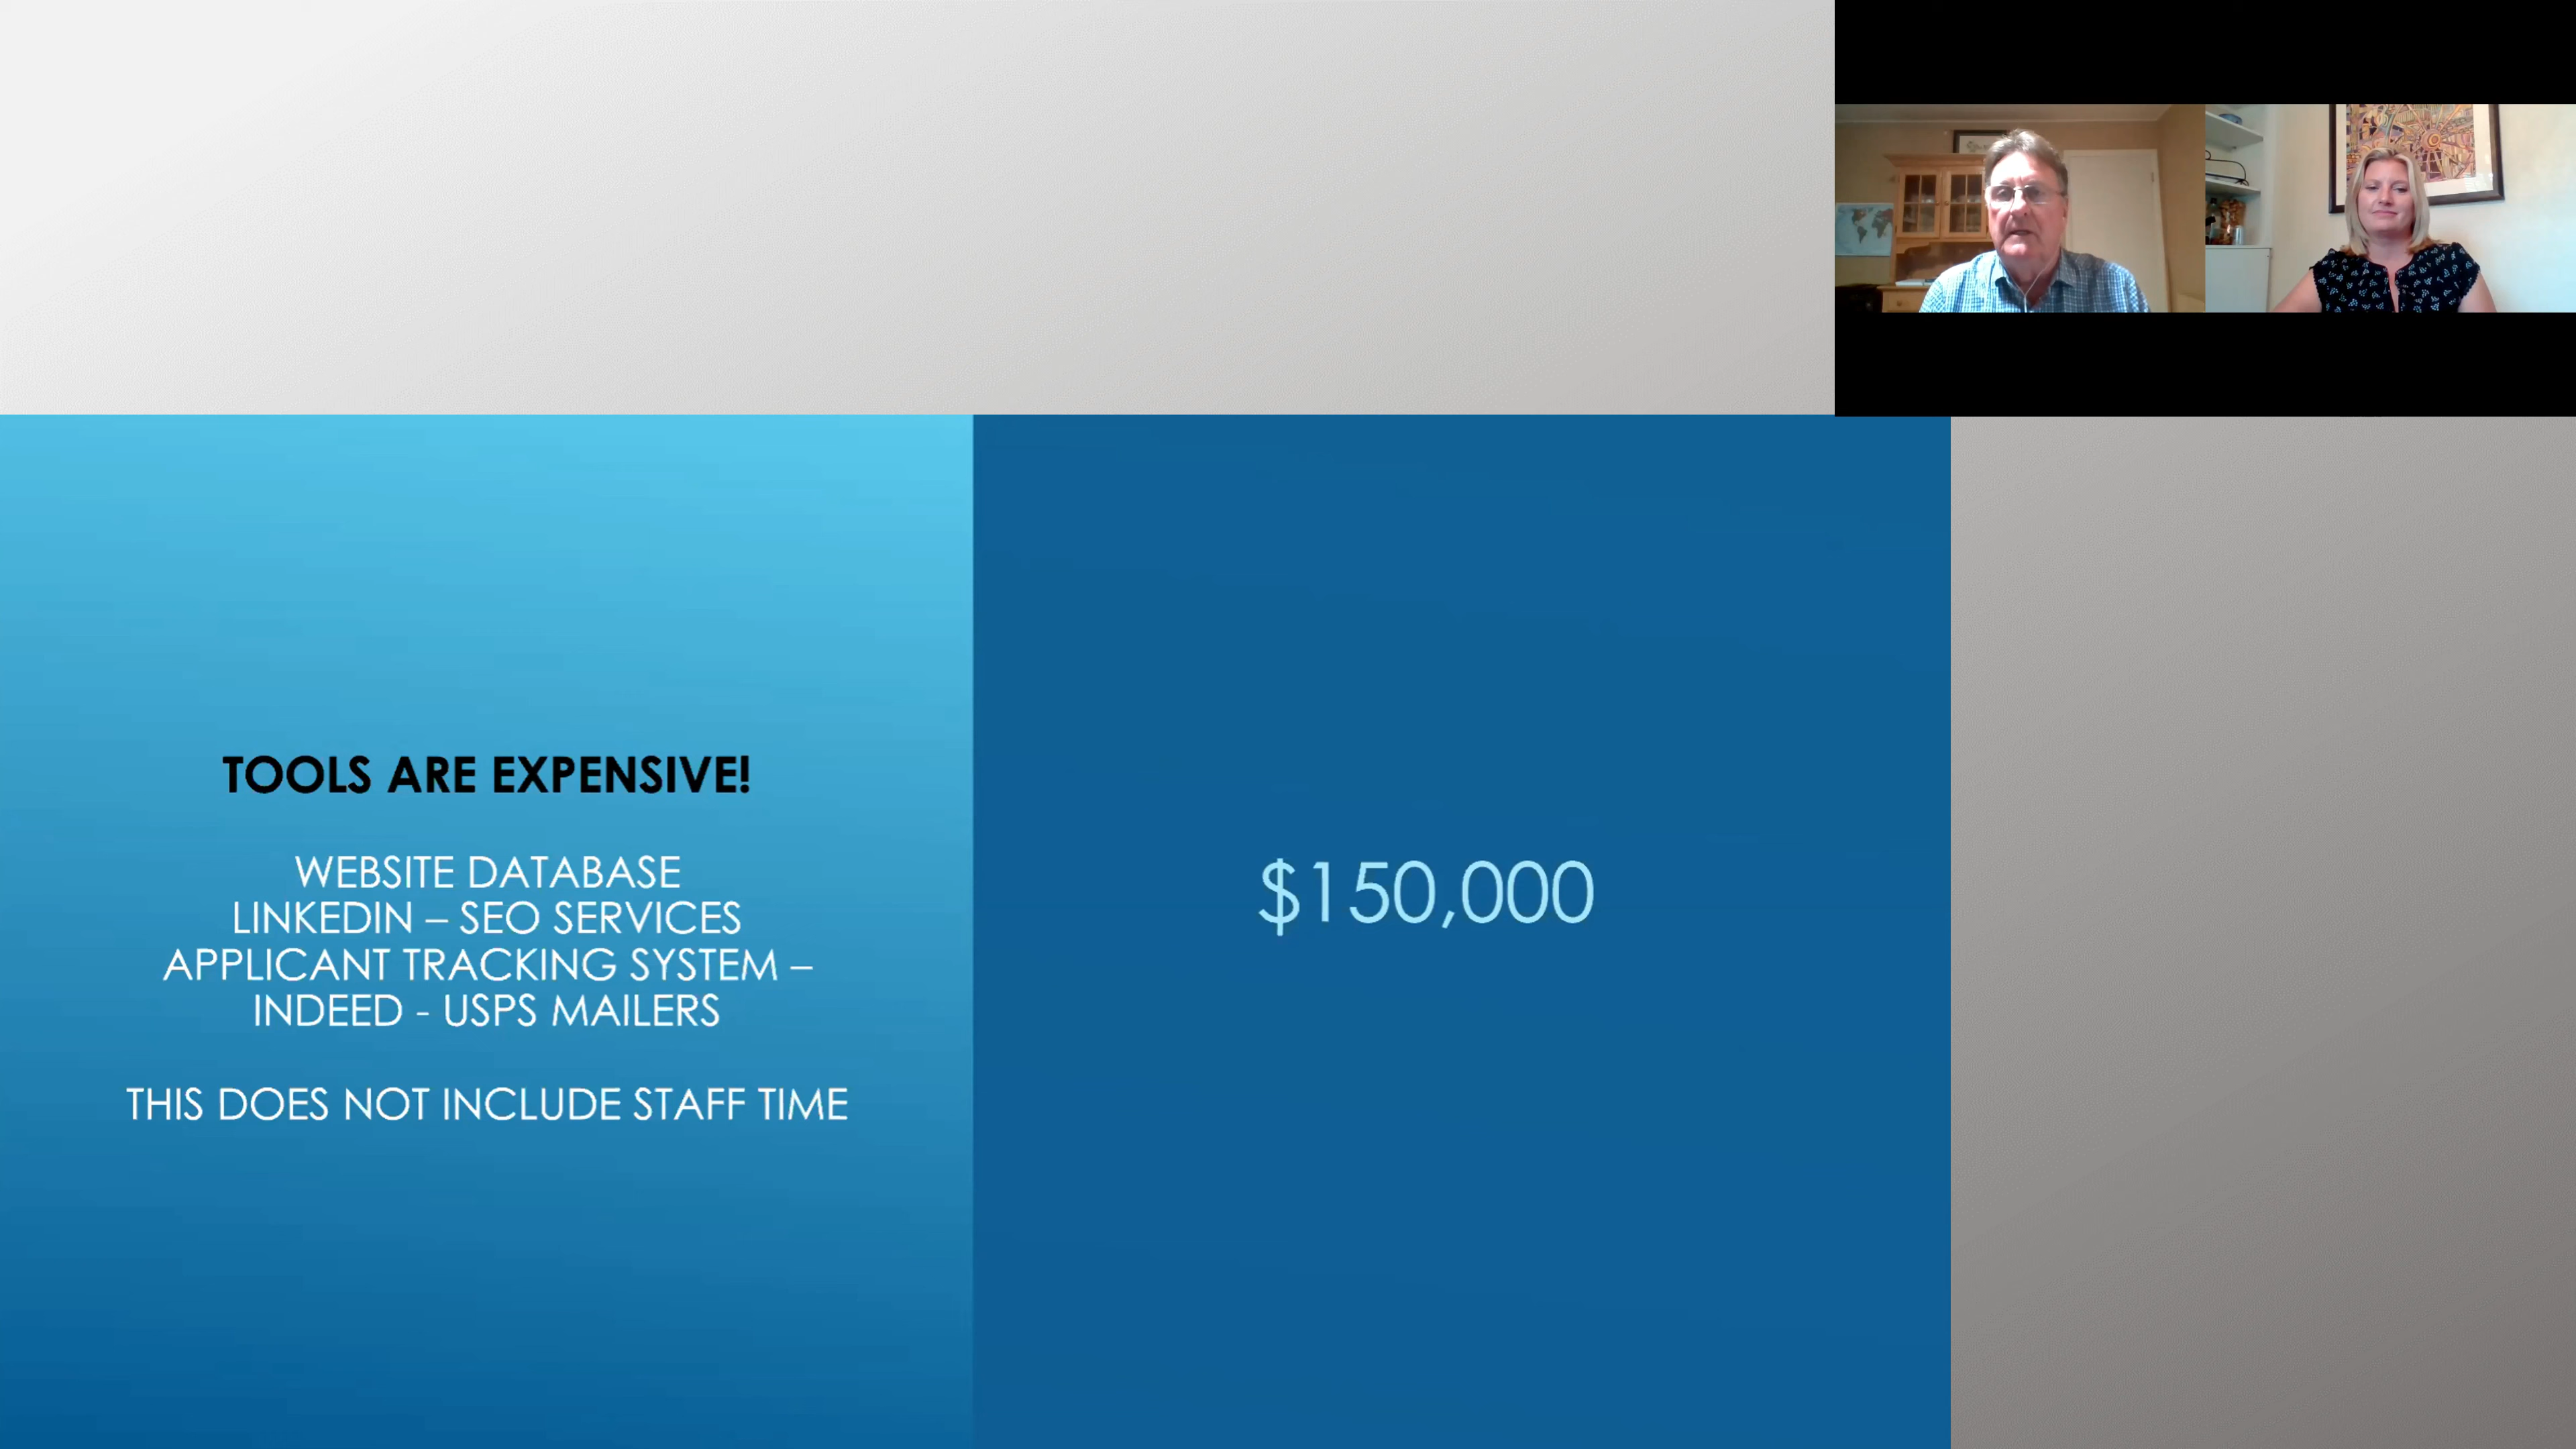 TOOLS ARE EXPENSIVE!
WEBSITE DATABASE
LINKEDIN – SEO SERVICES
APPLICANT TRACKING SYSTEM –
INDEED - USPS MAILERS
THIS DOES NOT INCLUDE STAFF TIME
$150,000